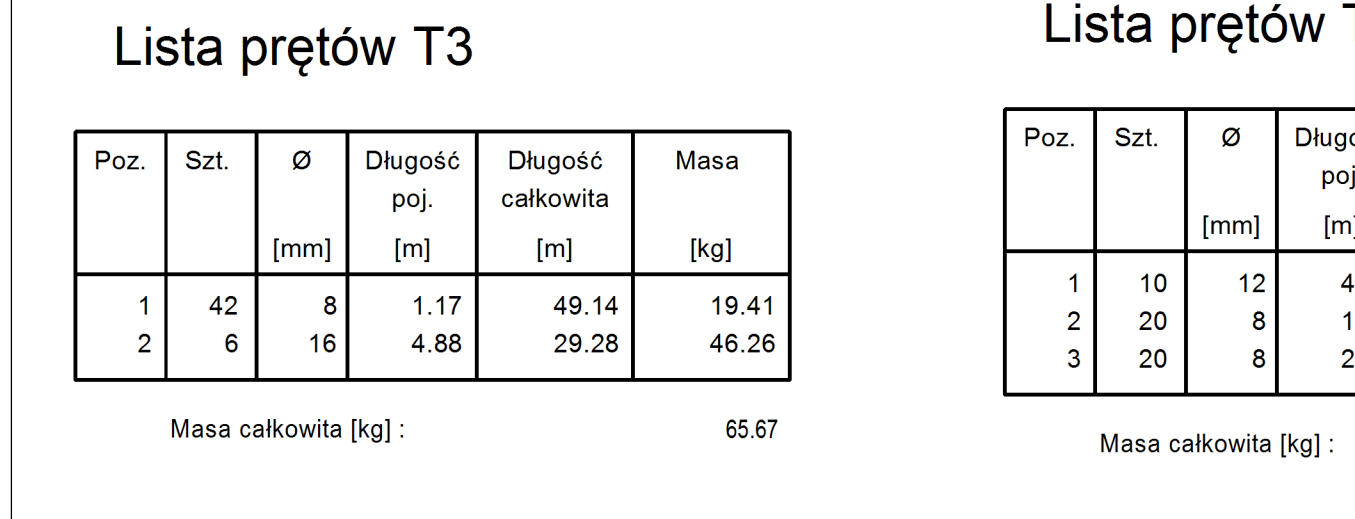 Lista prętów T3
Poz. Szt. Ø Długość poj. Długość całkowita Masa
[mm] [m] [m] [kg]
1 42 8 1.17 49.14 19.41
2 6 16 4.88 29.28 46.26
Masa całkowita [kg] : 65.67
Lista prętów
Poz. Szt. Ø
[mm]
1 10 12
2 20 8
3 20 8
Masa całkowita [kg] :